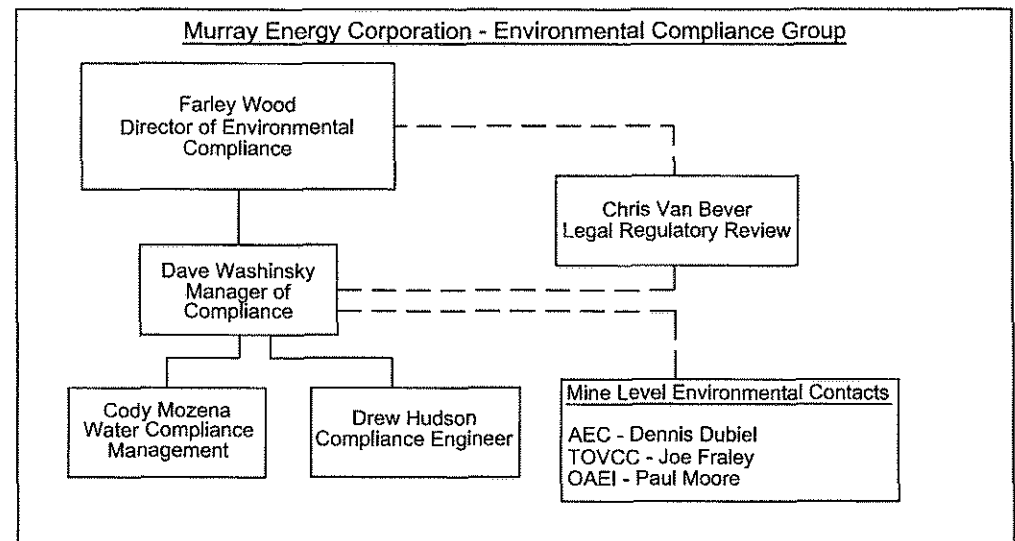 Murray Energy Corporation - Environmental Compliance Group
Farley Wood
Director of Environmental
Compliance
Chris Van Bever
Legal Regulatory Review
Dave Washinsky
Manager of
Compliance
Cody Mozena
Water Compliance
Management
Drew Hudson
Compliance Engineer
Mine Level Environmental Contacts
AEC - Dennis Dubiel
TOVCC - Joe Fraley
OAEI - Paul Moore